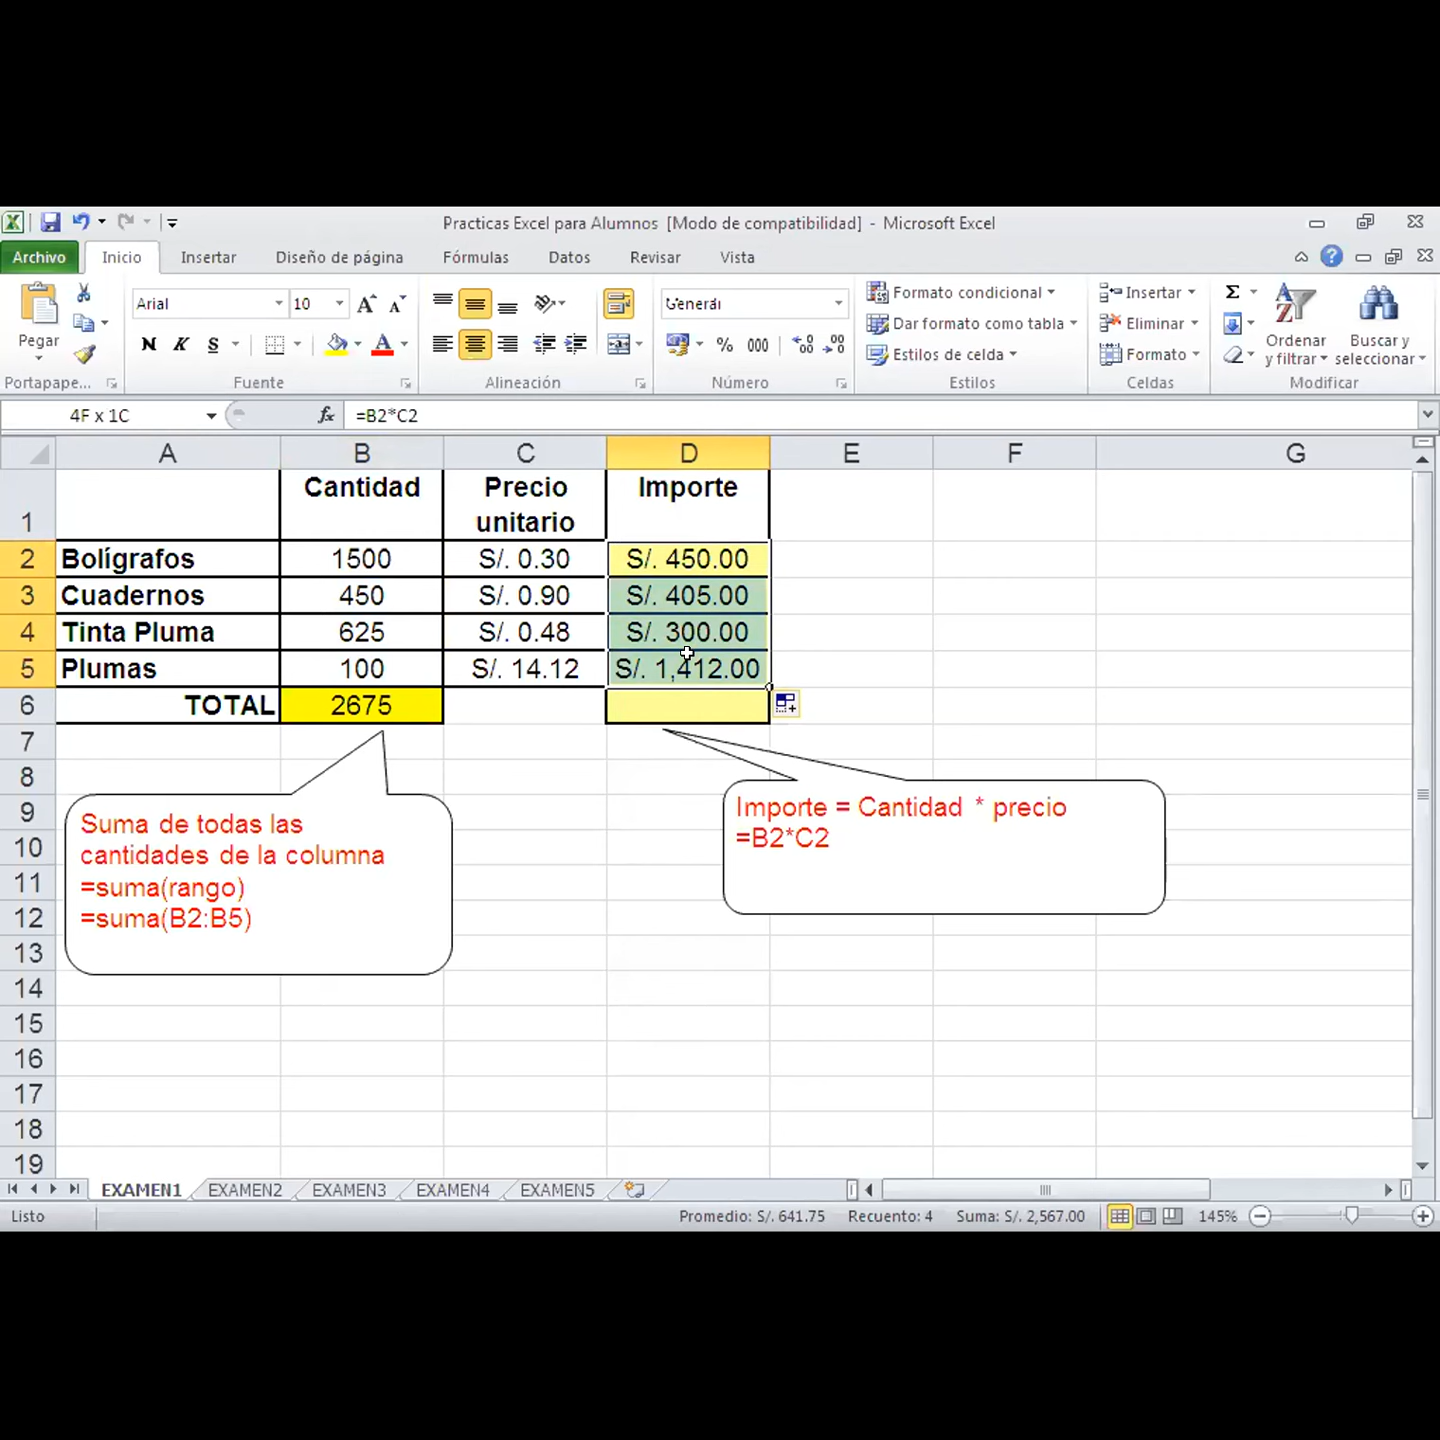 Practicas Excel para Alumnos [Modo de compatibilidad] - Microsoft Excel
Archivo Inicio Insertar Diseño de página Fórmulas Datos Revisar Vista
Arial 10 General Formato condicional Insertar Σ
Pegar Dar formato como tabla Eliminar Ordenar y filtrar Buscar y seleccionar
N K S A % 000 Estilos de celda Formato
Portapape... Fuente Alineación Número Estilos Celdas Modificar
4F x 1C fx =B2*C2
A B C D E F G
1 Cantidad Precio unitario Importe
2 Bolígrafos 1500 S/. 0.30 S/. 450.00
3 Cuadernos 450 S/. 0.90 S/. 405.00
4 Tinta Pluma 625 S/. 0.48 S/. 300.00
5 Plumas 100 S/. 14.12 S/. 1,412.00
6 TOTAL 2675
7
8
9
10
11
12
13
14
15
16
17
18
19
Suma de todas las
cantidades de la columna
=suma(rango)
=suma(B2:B5)
Importe = Cantidad * precio
=B2*C2
EXAMEN1 EXAMEN2 EXAMEN3 EXAMEN4 EXAMEN5
Listo Promedio: S/. 641.75 Recuento: 4 Suma: S/. 2,567.00 145%